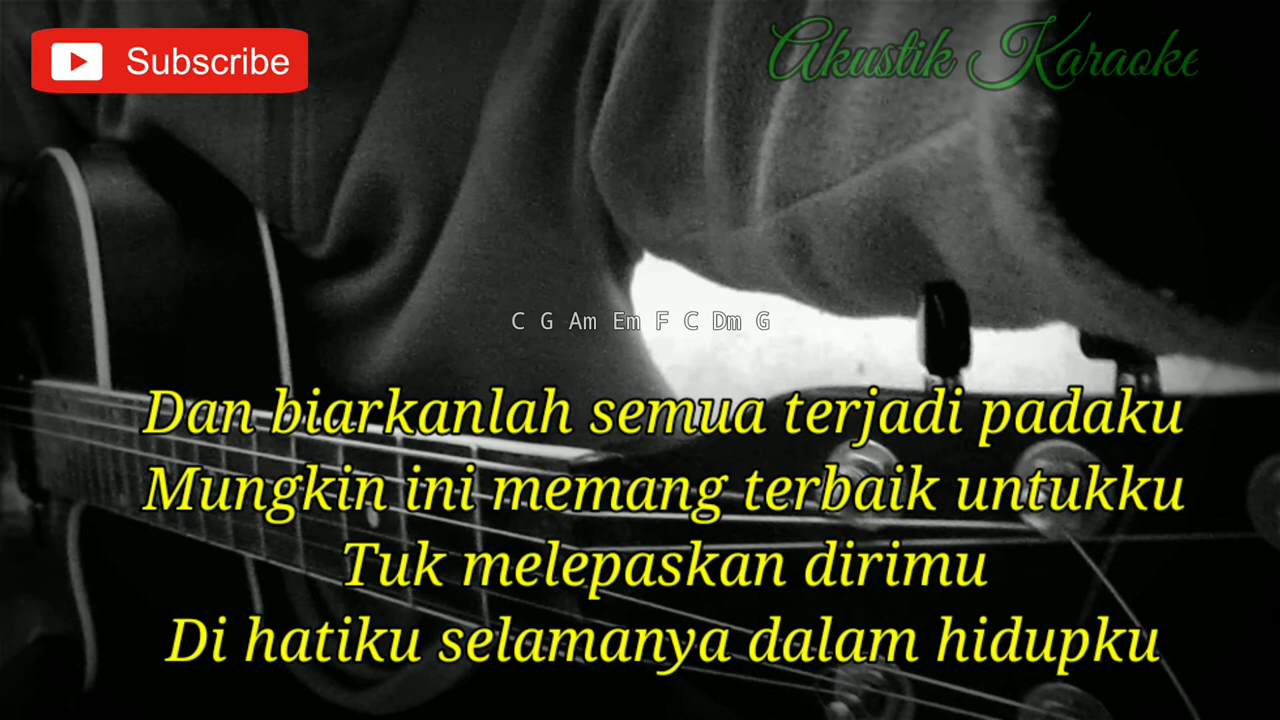 Subscribe
Akustik Karaoke
C G Am Em F C Dm G
Dan biarkanlah semua terjadi padaku
Mungkin ini memang terbaik untukku
Tuk melepaskan dirimu
Di hatiku selamanya dalam hidupku